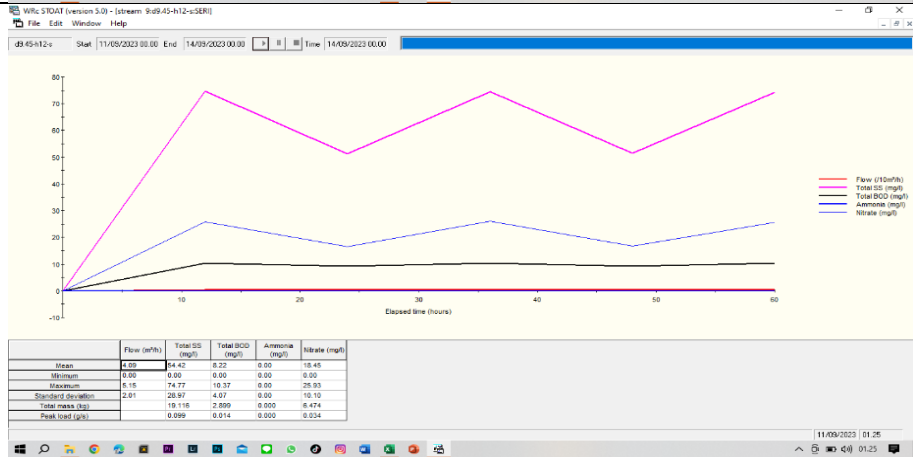 WRc STOAT (version 5.0) - [stream 9:d9.45-h12-s:SERI]
File Edit Window Help
d9.45-h12-s Start 11/09/2023 00.00 End 14/09/2023 00.00 Time 14/09/2023 00.00
80
70
60
50
40
30
20
10
0
-10
10 20 30 40 50 60
Elapsed time (hours)
Flow (/10m³/h)
Total SS (mg/l)
Total BOD (mg/l)
Ammonia (mg/l)
Nitrate (mg/l)
Flow (m³/h) Total SS (mg/l) Total BOD (mg/l) Ammonia (mg/l) Nitrate (mg/l)
Mean 4.09 54.42 8.22 0.00 18.45
Minimum 0.00 0.00 0.00 0.00 0.00
Maximum 5.15 74.77 10.37 0.00 25.93
Standard deviation 2.01 28.97 4.07 0.00 10.10
Total mass (kg) 19.116 2.899 0.000 6.474
Peak load (g/s) 0.099 0.014 0.000 0.034
11/09/2023 01.25
01.25